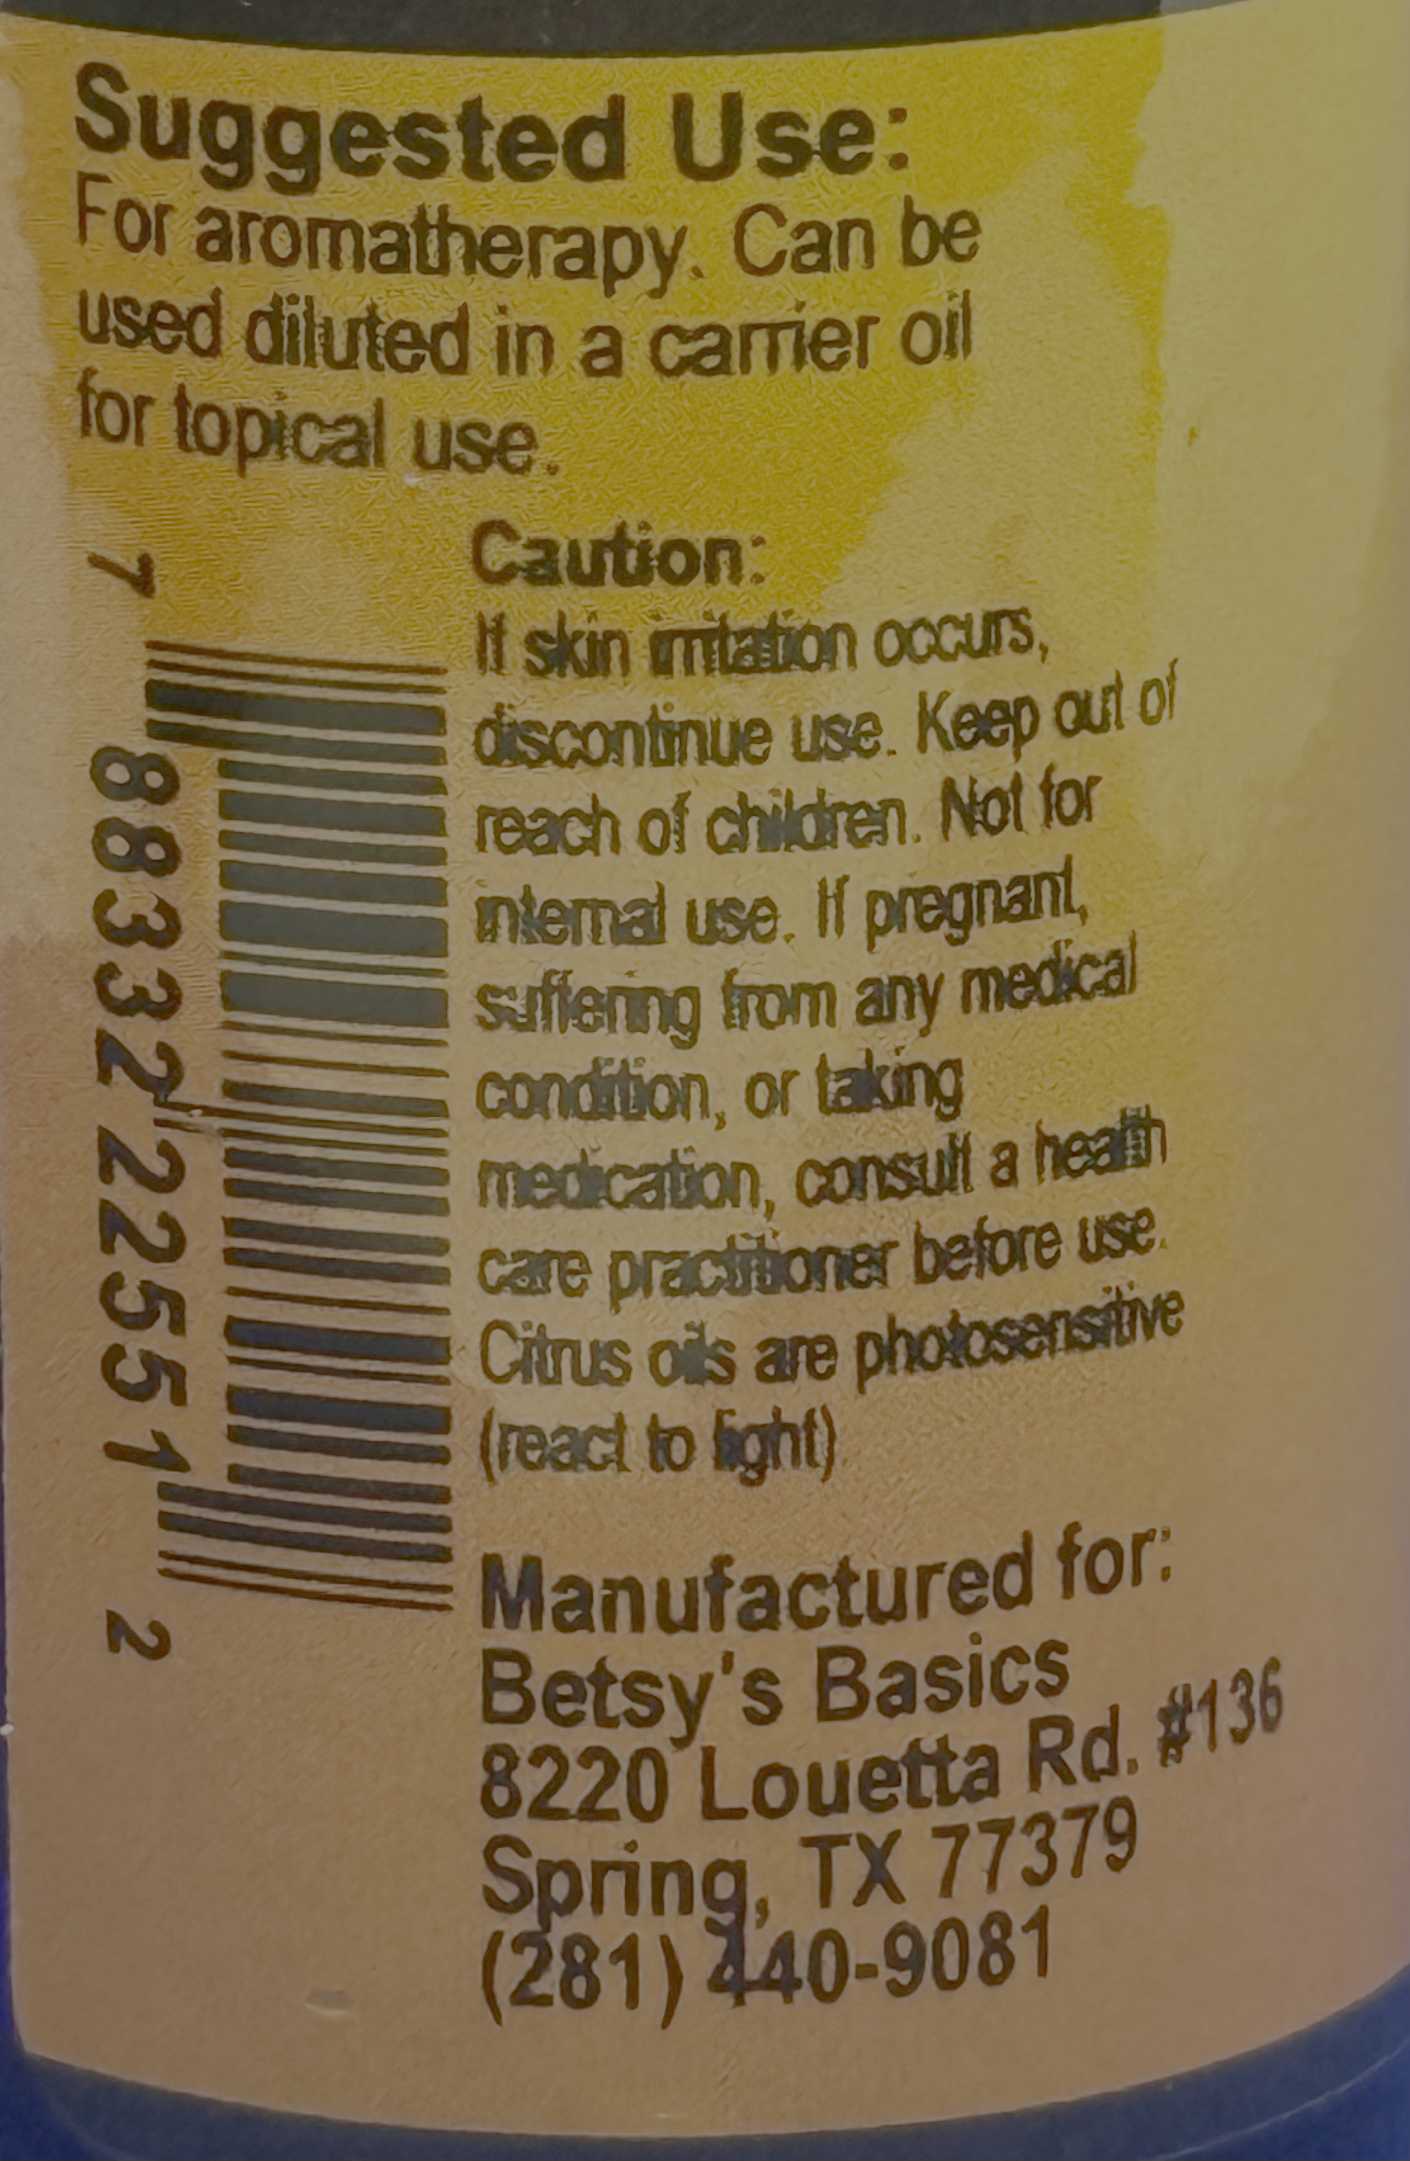 Suggested Use:
For aromatherapy. Can be
used diluted in a carrier oil
for topical use.
Caution:
If skin irritation occurs,
discontinue use. Keep out of
reach of children. Not for
internal use. If pregnant,
suffering from any medical
condition, or taking
medication, consult a health
care practitioner before use.
Citrus oils are photosensitive
(react to light)
7 88332 22551 2
Manufactured for:
Betsy's Basics
8220 Louetta Rd. #136
Spring, TX 77379
(281) 440-9081